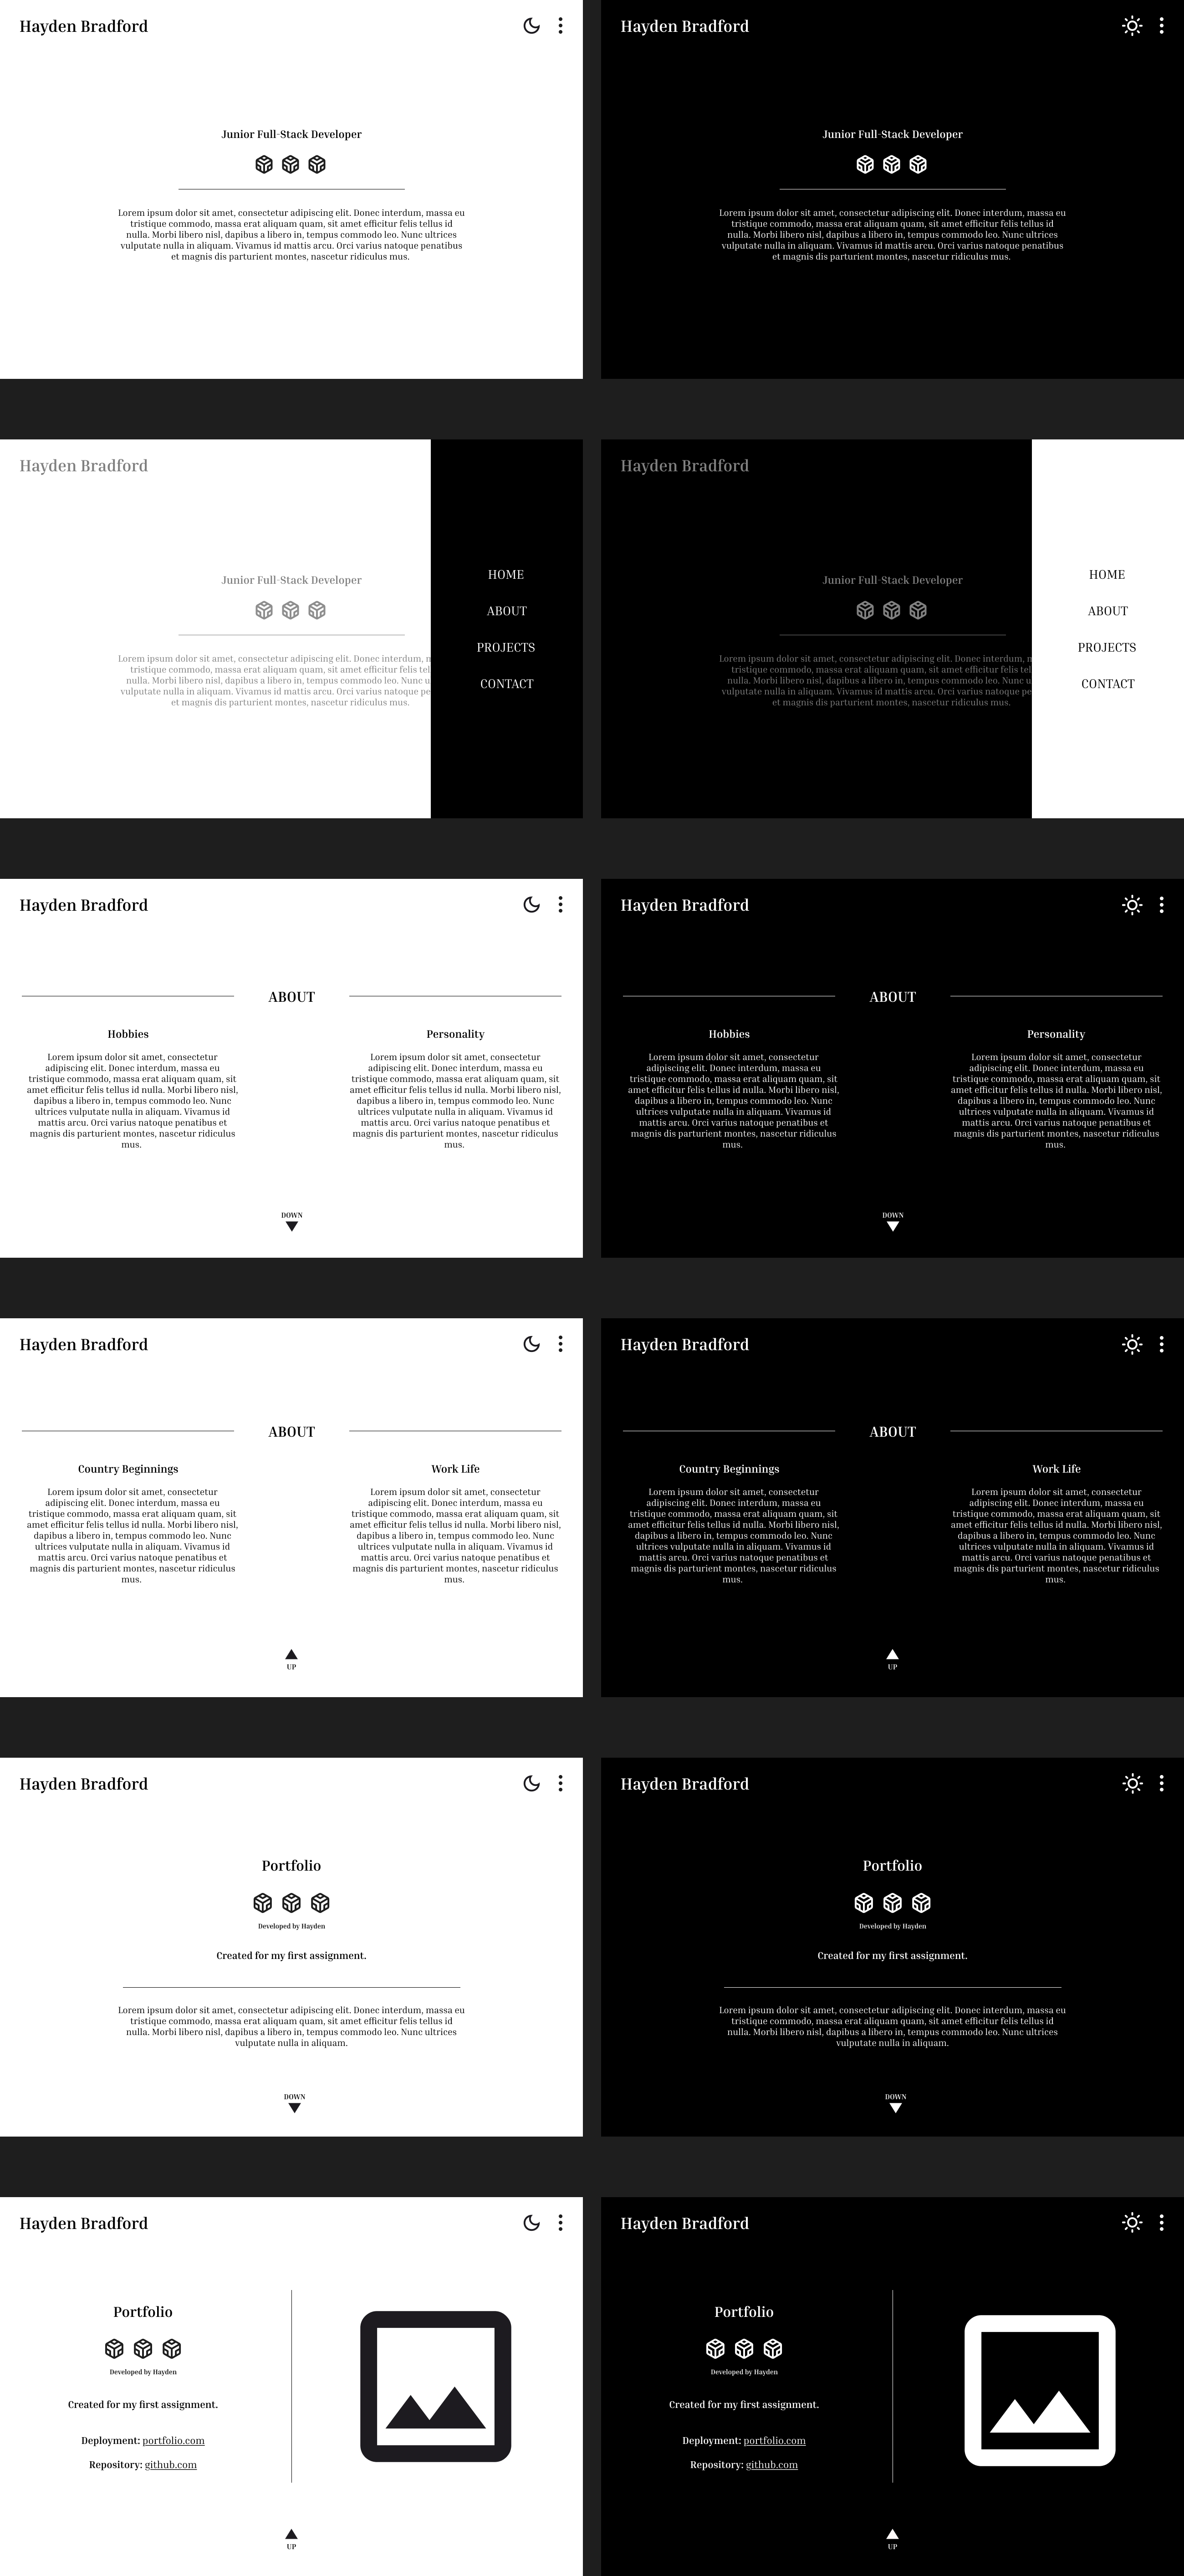 Hayden Bradford
Junior Full-Stack Developer
Lorem ipsum dolor sit amet, consectetur adipiscing elit. Donec interdum, massa eu
tristique commodo, massa erat aliquam quam, sit amet efficitur felis tellus id
nulla. Morbi libero nisl, dapibus a libero in, tempus commodo leo. Nunc ultrices
vulputate nulla in aliquam. Vivamus id mattis arcu. Orci varius natoque penatibus
et magnis dis parturient montes, nascetur ridiculus mus.
Hayden Bradford
Junior Full-Stack Developer
Lorem ipsum dolor sit amet, consectetur adipiscing elit. Donec interdum, massa eu
tristique commodo, massa erat aliquam quam, sit amet efficitur felis tellus id
nulla. Morbi libero nisl, dapibus a libero in, tempus commodo leo. Nunc ultrices
vulputate nulla in aliquam. Vivamus id mattis arcu. Orci varius natoque penatibus
et magnis dis parturient montes, nascetur ridiculus mus.
Hayden Bradford
Junior Full-Stack Developer
Lorem ipsum dolor sit amet, consectetur adipiscing elit. Donec interdum, m
tristique commodo, massa erat aliquam quam, sit amet efficitur felis tel
nulla. Morbi libero nisl, dapibus a libero in, tempus commodo leo. Nunc u
vulputate nulla in aliquam. Vivamus id mattis arcu. Orci varius natoque pe
et magnis dis parturient montes, nascetur ridiculus mus.
HOME
ABOUT
PROJECTS
CONTACT
Hayden Bradford
Junior Full-Stack Developer
Lorem ipsum dolor sit amet, consectetur adipiscing elit. Donec interdum, m
tristique commodo, massa erat aliquam quam, sit amet efficitur felis tel
nulla. Morbi libero nisl, dapibus a libero in, tempus commodo leo. Nunc u
vulputate nulla in aliquam. Vivamus id mattis arcu. Orci varius natoque pe
et magnis dis parturient montes, nascetur ridiculus mus.
HOME
ABOUT
PROJECTS
CONTACT
Hayden Bradford
ABOUT
Hobbies
Lorem ipsum dolor sit amet, consectetur
adipiscing elit. Donec interdum, massa eu
tristique commodo, massa erat aliquam quam, sit
amet efficitur felis tellus id nulla. Morbi libero nisl,
dapibus a libero in, tempus commodo leo. Nunc
ultrices vulputate nulla in aliquam. Vivamus id
mattis arcu. Orci varius natoque penatibus et
magnis dis parturient montes, nascetur ridiculus
mus.
Personality
Lorem ipsum dolor sit amet, consectetur
adipiscing elit. Donec interdum, massa eu
tristique commodo, massa erat aliquam quam, sit
amet efficitur felis tellus id nulla. Morbi libero nisl,
dapibus a libero in, tempus commodo leo. Nunc
ultrices vulputate nulla in aliquam. Vivamus id
mattis arcu. Orci varius natoque penatibus et
magnis dis parturient montes, nascetur ridiculus
mus.
DOWN
Hayden Bradford
ABOUT
Hobbies
Lorem ipsum dolor sit amet, consectetur
adipiscing elit. Donec interdum, massa eu
tristique commodo, massa erat aliquam quam, sit
amet efficitur felis tellus id nulla. Morbi libero nisl,
dapibus a libero in, tempus commodo leo. Nunc
ultrices vulputate nulla in aliquam. Vivamus id
mattis arcu. Orci varius natoque penatibus et
magnis dis parturient montes, nascetur ridiculus
mus.
Personality
Lorem ipsum dolor sit amet, consectetur
adipiscing elit. Donec interdum, massa eu
tristique commodo, massa erat aliquam quam, sit
amet efficitur felis tellus id nulla. Morbi libero nisl,
dapibus a libero in, tempus commodo leo. Nunc
ultrices vulputate nulla in aliquam. Vivamus id
mattis arcu. Orci varius natoque penatibus et
magnis dis parturient montes, nascetur ridiculus
mus.
DOWN
Hayden Bradford
ABOUT
Country Beginnings
Lorem ipsum dolor sit amet, consectetur
adipiscing elit. Donec interdum, massa eu
tristique commodo, massa erat aliquam quam, sit
amet efficitur felis tellus id nulla. Morbi libero nisl,
dapibus a libero in, tempus commodo leo. Nunc
ultrices vulputate nulla in aliquam. Vivamus id
mattis arcu. Orci varius natoque penatibus et
magnis dis parturient montes, nascetur ridiculus
mus.
Work Life
Lorem ipsum dolor sit amet, consectetur
adipiscing elit. Donec interdum, massa eu
tristique commodo, massa erat aliquam quam, sit
amet efficitur felis tellus id nulla. Morbi libero nisl,
dapibus a libero in, tempus commodo leo. Nunc
ultrices vulputate nulla in aliquam. Vivamus id
mattis arcu. Orci varius natoque penatibus et
magnis dis parturient montes, nascetur ridiculus
mus.
UP
Hayden Bradford
ABOUT
Country Beginnings
Lorem ipsum dolor sit amet, consectetur
adipiscing elit. Donec interdum, massa eu
tristique commodo, massa erat aliquam quam, sit
amet efficitur felis tellus id nulla. Morbi libero nisl,
dapibus a libero in, tempus commodo leo. Nunc
ultrices vulputate nulla in aliquam. Vivamus id
mattis arcu. Orci varius natoque penatibus et
magnis dis parturient montes, nascetur ridiculus
mus.
Work Life
Lorem ipsum dolor sit amet, consectetur
adipiscing elit. Donec interdum, massa eu
tristique commodo, massa erat aliquam quam, sit
amet efficitur felis tellus id nulla. Morbi libero nisl,
dapibus a libero in, tempus commodo leo. Nunc
ultrices vulputate nulla in aliquam. Vivamus id
mattis arcu. Orci varius natoque penatibus et
magnis dis parturient montes, nascetur ridiculus
mus.
UP
Hayden Bradford
Portfolio
Developed by Hayden
Created for my first assignment.
Lorem ipsum dolor sit amet, consectetur adipiscing elit. Donec interdum, massa eu
tristique commodo, massa erat aliquam quam, sit amet efficitur felis tellus id
nulla. Morbi libero nisl, dapibus a libero in, tempus commodo leo. Nunc ultrices
vulputate nulla in aliquam.
DOWN
Hayden Bradford
Portfolio
Developed by Hayden
Created for my first assignment.
Lorem ipsum dolor sit amet, consectetur adipiscing elit. Donec interdum, massa eu
tristique commodo, massa erat aliquam quam, sit amet efficitur felis tellus id
nulla. Morbi libero nisl, dapibus a libero in, tempus commodo leo. Nunc ultrices
vulputate nulla in aliquam.
DOWN
Hayden Bradford
Portfolio
Developed by Hayden
Created for my first assignment.
Deployment: portfolio.com
Repository: github.com
UP
Hayden Bradford
Portfolio
Developed by Hayden
Created for my first assignment.
Deployment: portfolio.com
Repository: github.com
UP